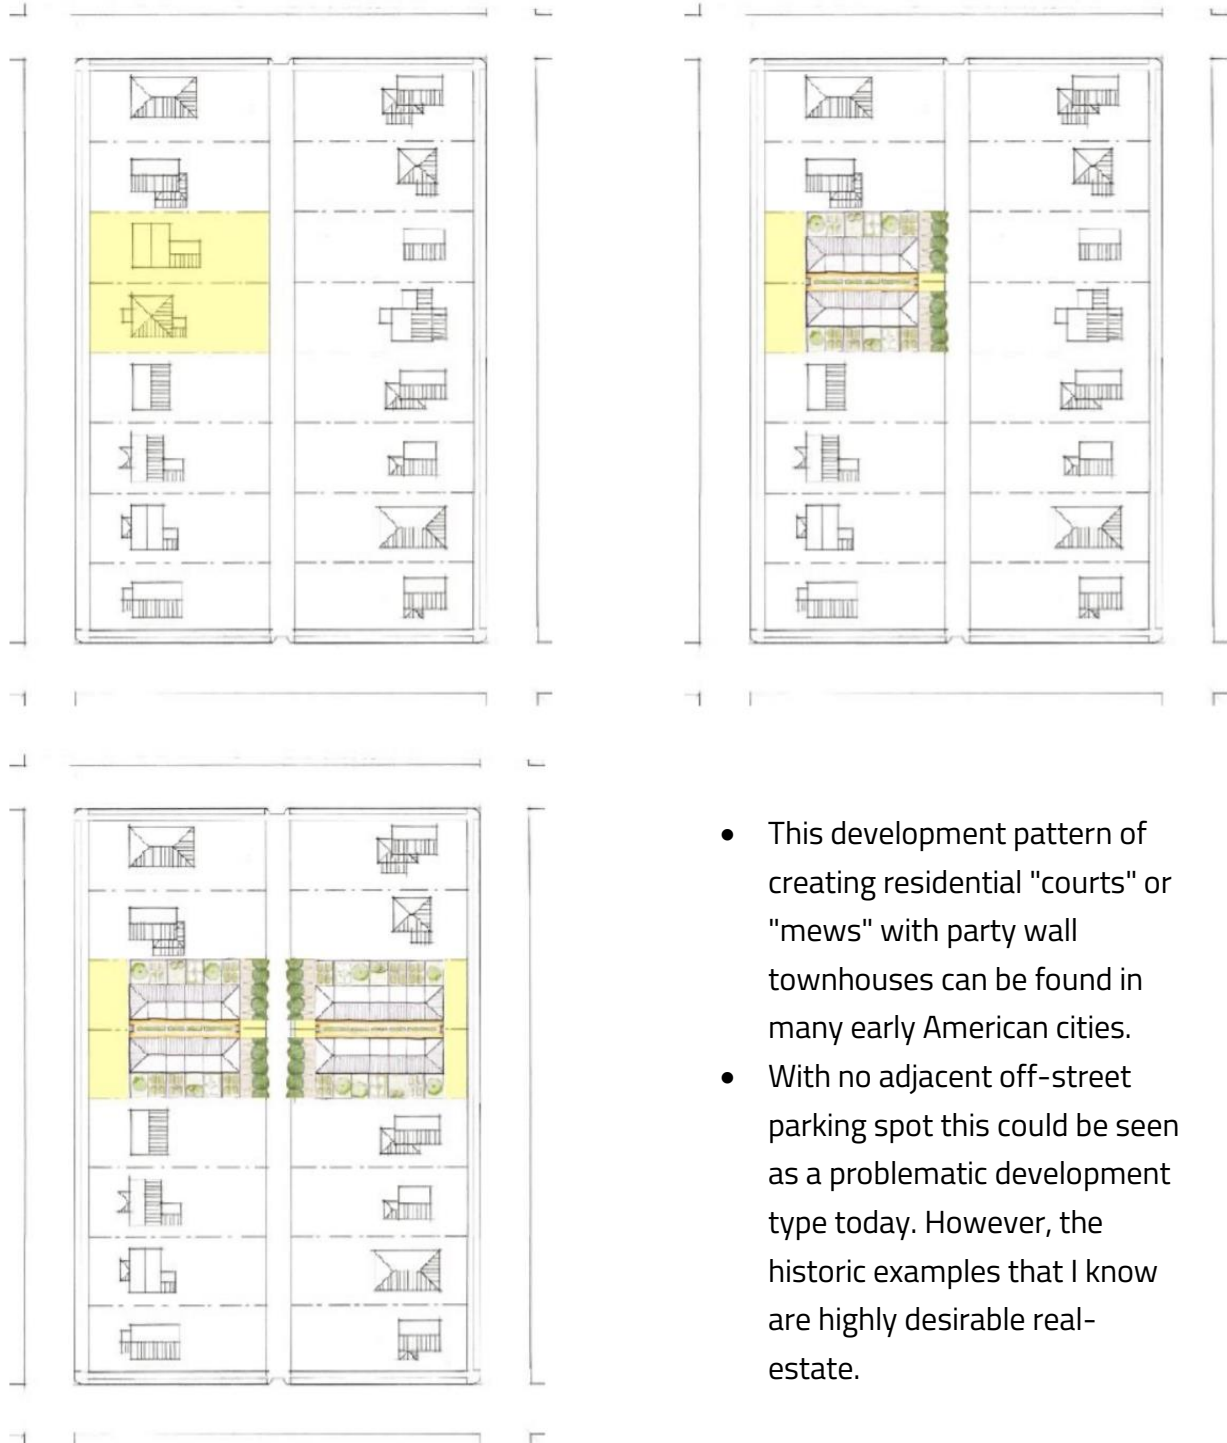 • This development pattern of
creating residential "courts" or
"mews" with party wall
townhouses can be found in
many early American cities.
• With no adjacent off-street
parking spot this could be seen
as a problematic development
type today. However, the
historic examples that I know
are highly desirable real-
estate.